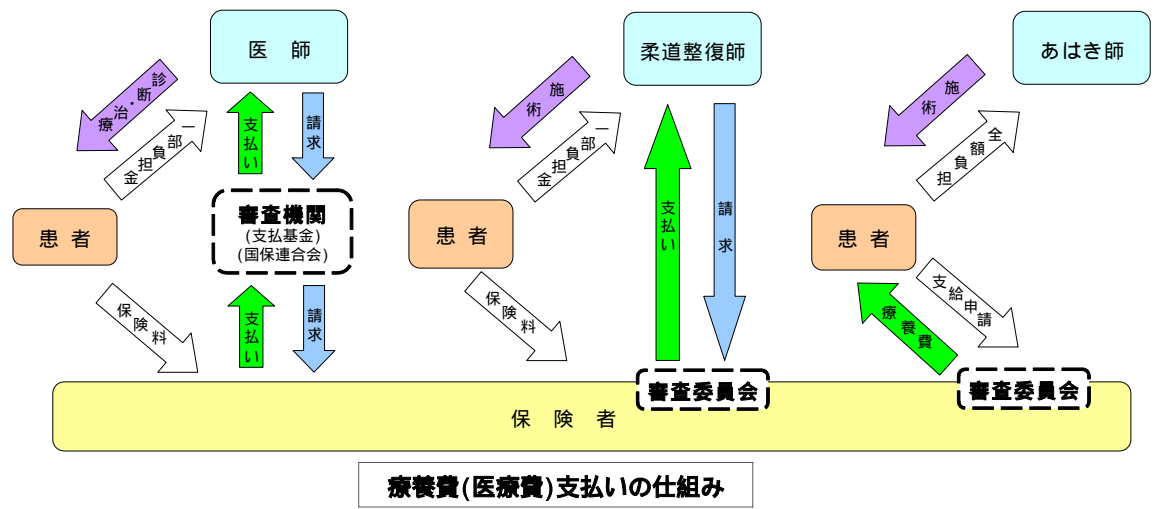 医 師
診断・治療
一部負担金
支払い
請求
患 者
審査機関
(支払基金)
(国保連合会)
保険料
支払い
請求
柔道整復師
施術
一部負担金
支払い
請求
患 者
保険料
審査委員会
あはき師
施術
全額負担
患 者
支給申請
療養費
審査委員会
保 険 者
療養費(医療費)支払いの仕組み